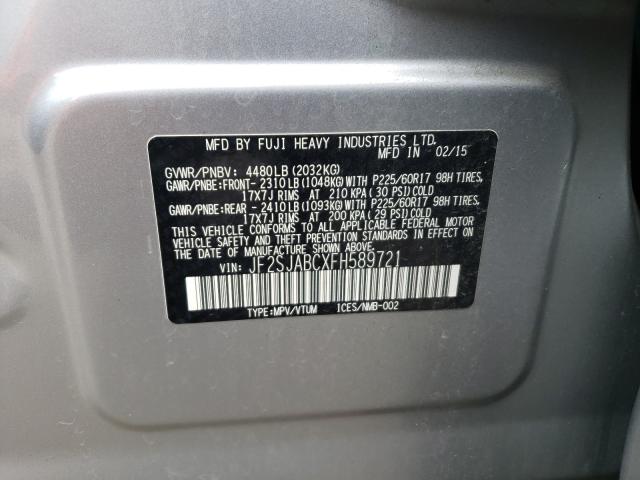 MFD BY FUJI HEAVY INDUSTRIES LTD.
MFD IN 02/15
GVWR/PNBV: 4480LB (2032KG)
GAWR/PNBE:FRONT- 2310LB (1048KG)WITH P225/60R17 98H TIRES,
17X7J RIMS AT 210 KPA ( 30 PSI) COLD
GAWR/PNBE:REAR - 2410LB (1093KG)WITH P225/60R17 98H TIRES,
17X7J RIMS AT 200 KPA ( 29 PSI) COLD
THIS VEHICLE CONFORMS TO ALL APPLICABLE FEDERAL MOTOR
VEHICLE SAFETY STANDARDS IN EFFECT ON THE
DATE OF MANUFACTURE SHOWN ABOVE.
VIN: JF2SJABCXFH589721
TYPE:MPV/VTUM ICES/NMB-002